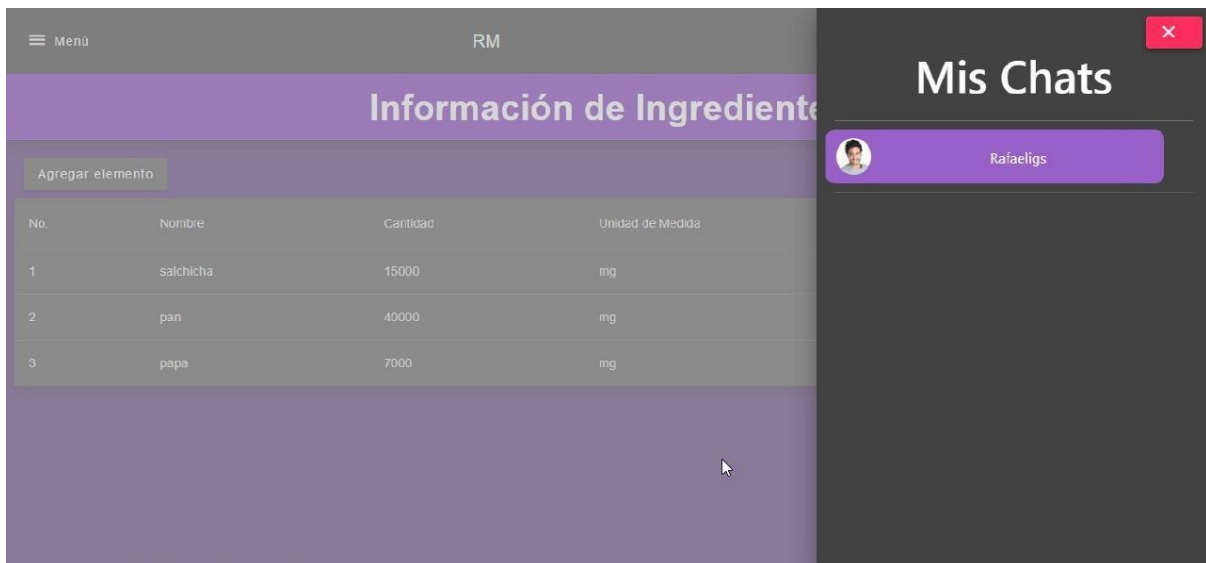 Menú
RM
Mis Chats
Información de Ingrediente
Rafaeligs
Agregar elemento
No. Nombre Cantidad Unidad de Medida
1 salchicha 15000 mg
2 pan 40000 mg
3 papa 7000 mg